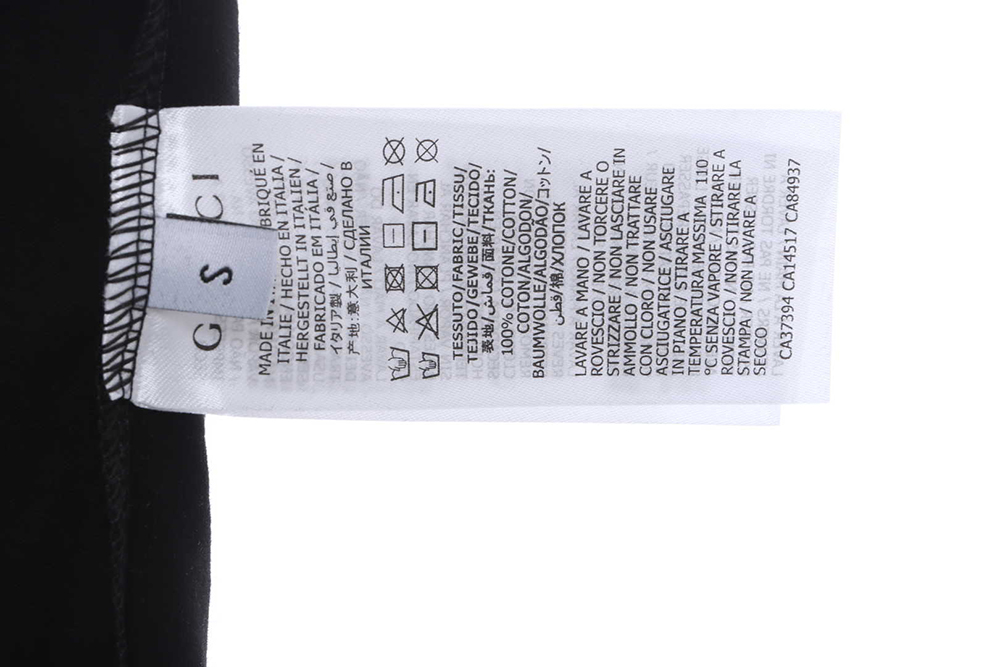 G CI
S
MADE IN
ABRIQUÉ EN
ITALIE / HECHO EN ITALIA /
HERGESTELLT IN ITALIEN /
FABRICADO EM ITALIA /
イタリア製 / صنع في إيطاليا /
产地:意大利 / СДЕЛАНО В
ИТАЛИИ
TESSUTO/FABRIC/TISSU/
TEJIDO/GEWEBE/TECIDO/
表地/قماش/面料/ТКАНЬ:
100% COTONE/COTTON/
COTON/ALGODON/
BAUMWOLLE/ALGODÃO/コットン/
قطن/棉/ХЛОПОК
LAVARE A MANO / LAVARE A
ROVESCIO / NON TORCERE O
STRIZZARE / NON LASCIARE IN
AMMOLLO / NON TRATTARE
CON CLORO / NON USARE
ASCIUGATRICE / ASCIUGARE
IN PIANO / STIRARE A
TEMPERATURA MASSIMA 110
°C SENZA VAPORE / STIRARE A
ROVESCIO / NON STIRARE LA
STAMPA / NON LAVARE A
SECCO
CA37394 CA14517 CA84937